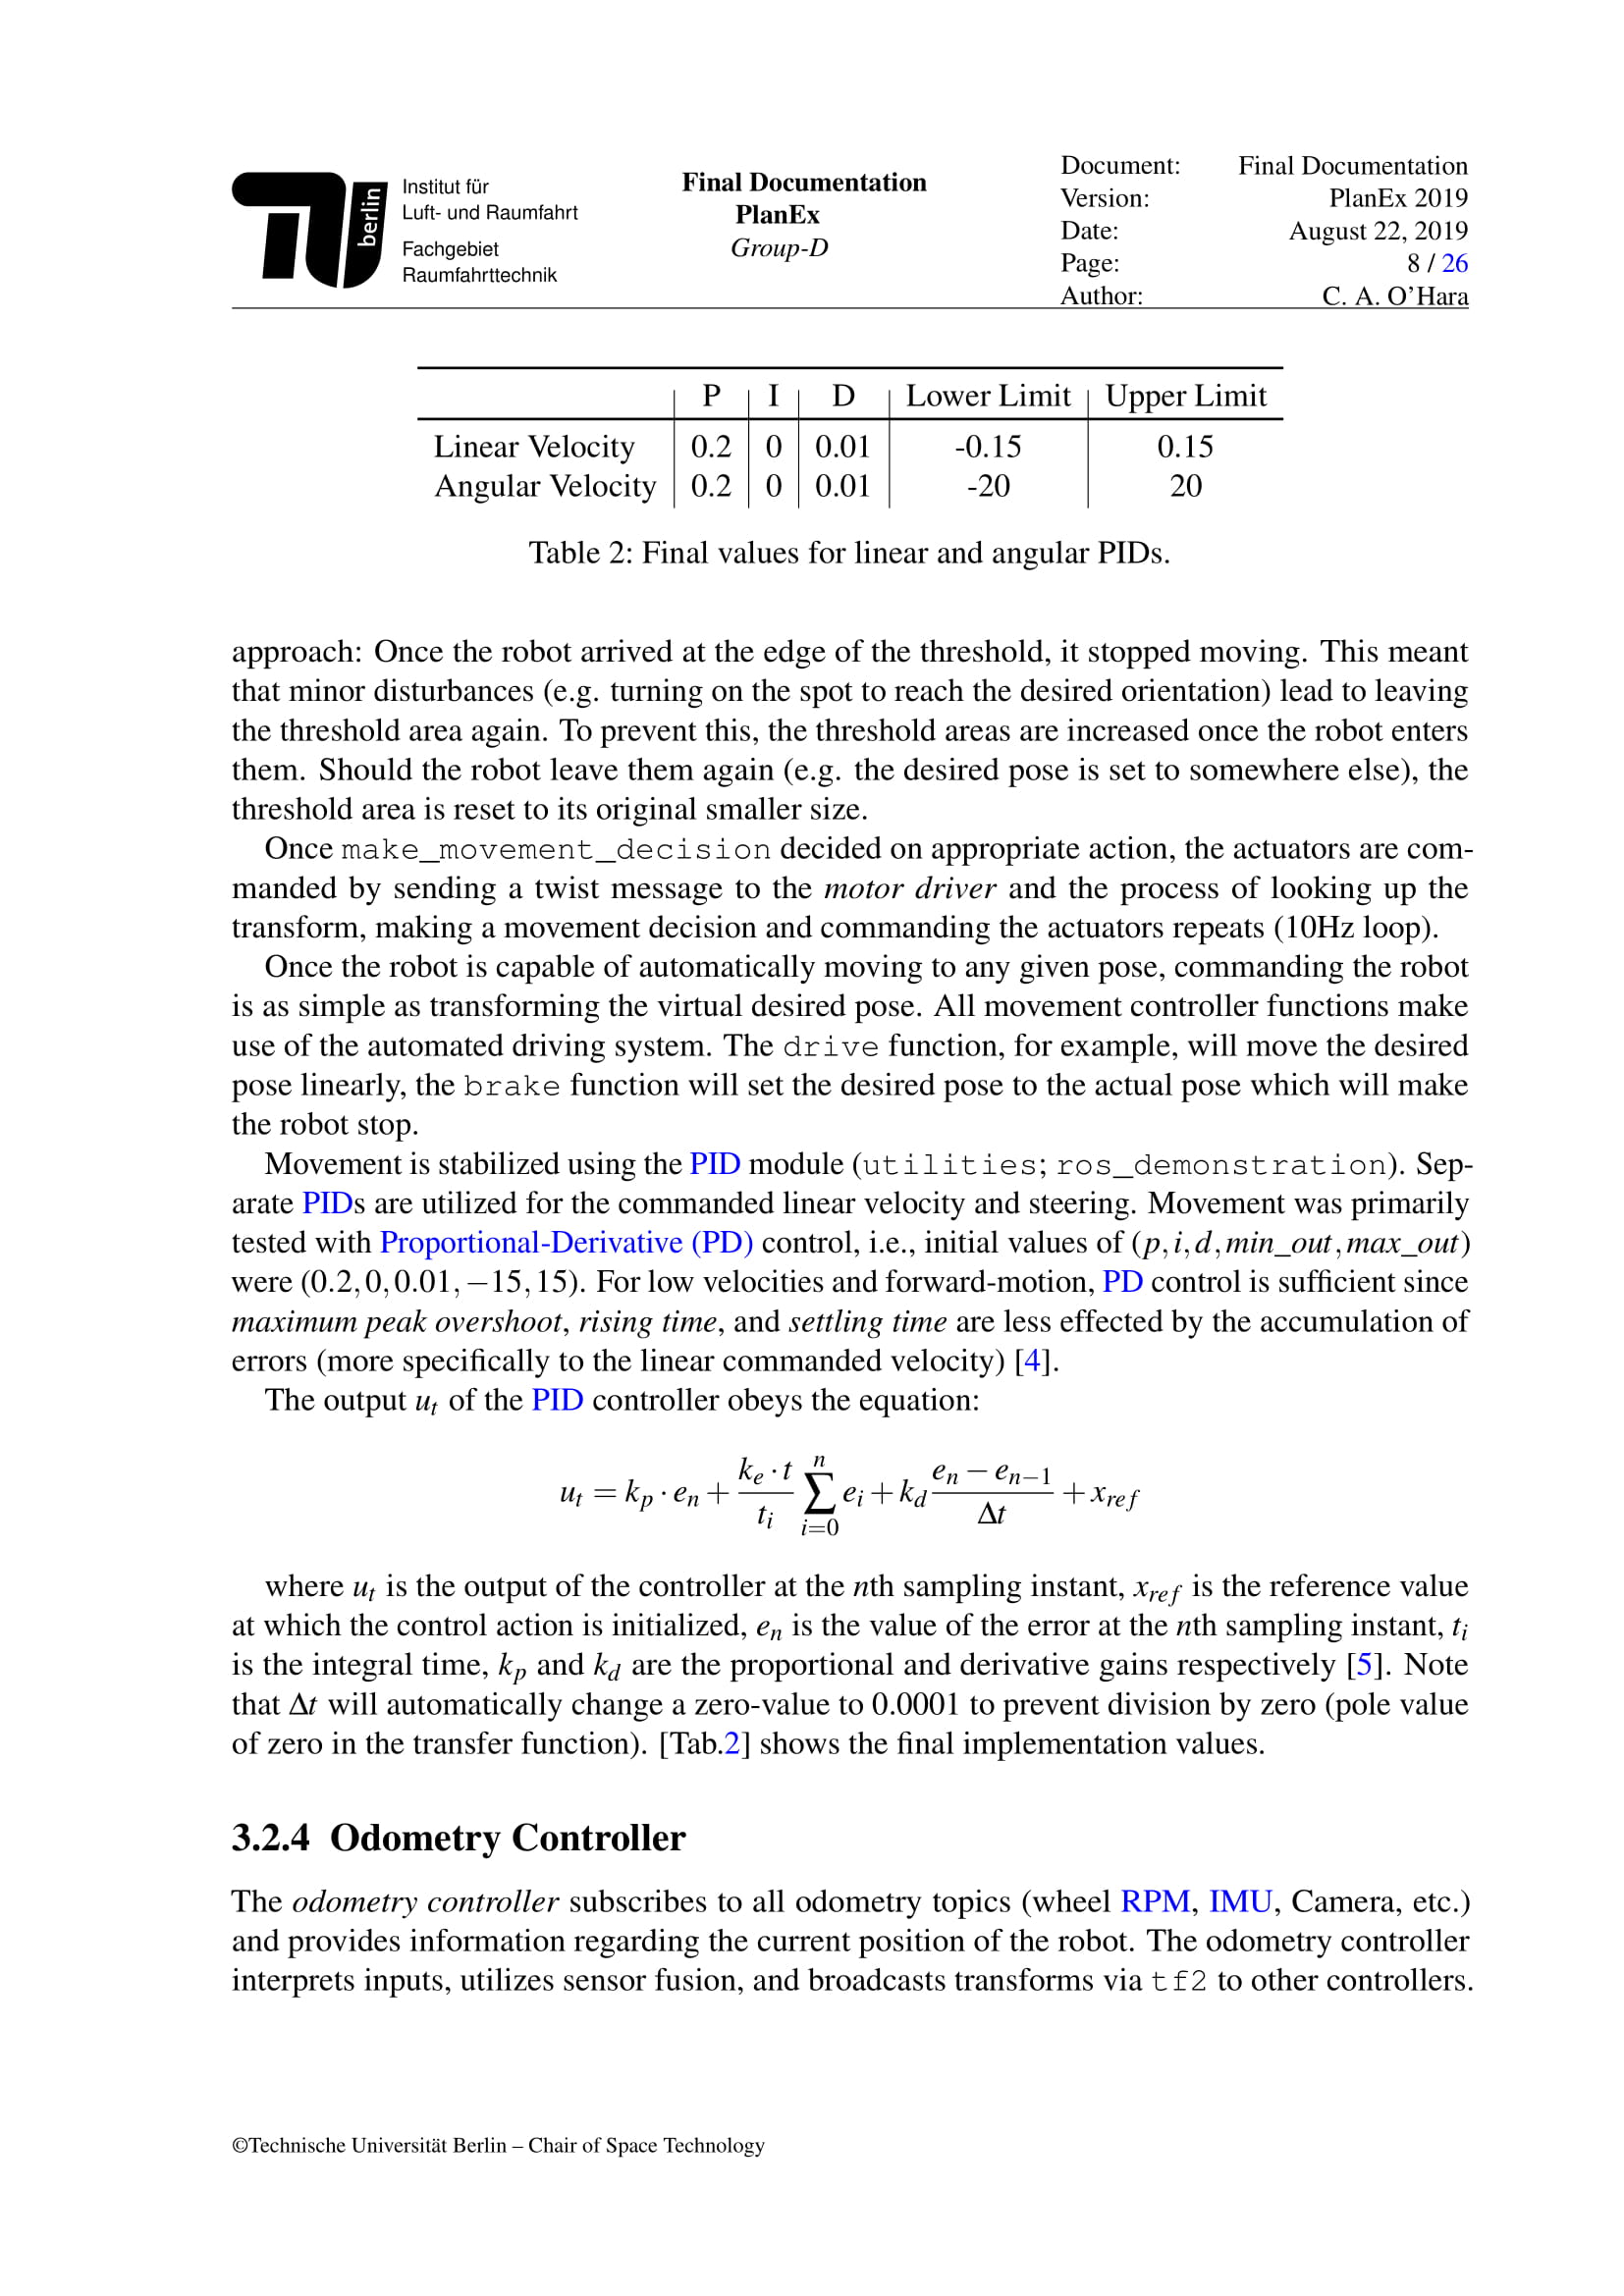 berlin
Institut für
Luft- und Raumfahrt
Fachgebiet
Raumfahrttechnik
Final Documentation
PlanEx
Group-D
Document: Final Documentation
Version: PlanEx 2019
Date: August 22, 2019
Page: 8 / 26
Author: C. A. O'Hara
P I D Lower Limit Upper Limit
Linear Velocity 0.2 0 0.01 -0.15 0.15
Angular Velocity 0.2 0 0.01 -20 20
Table 2: Final values for linear and angular PIDs.
approach: Once the robot arrived at the edge of the threshold, it stopped moving. This meant
that minor disturbances (e.g. turning on the spot to reach the desired orientation) lead to leaving
the threshold area again. To prevent this, the threshold areas are increased once the robot enters
them. Should the robot leave them again (e.g. the desired pose is set to somewhere else), the
threshold area is reset to its original smaller size.
Once make_movement_decision decided on appropriate action, the actuators are com-
manded by sending a twist message to the motor driver and the process of looking up the
transform, making a movement decision and commanding the actuators repeats (10Hz loop).
Once the robot is capable of automatically moving to any given pose, commanding the robot
is as simple as transforming the virtual desired pose. All movement controller functions make
use of the automated driving system. The drive function, for example, will move the desired
pose linearly, the brake function will set the desired pose to the actual pose which will make
the robot stop.
Movement is stabilized using the PID module (utilities; ros_demonstration). Sep-
arate PIDs are utilized for the commanded linear velocity and steering. Movement was primarily
tested with Proportional-Derivative (PD) control, i.e., initial values of (p,i,d,min_out,max_out)
were (0.2,0,0.01,−15,15). For low velocities and forward-motion, PD control is sufficient since
maximum peak overshoot, rising time, and settling time are less effected by the accumulation of
errors (more specifically to the linear commanded velocity) [4].
The output u_t of the PID controller obeys the equation:
u_t = k_p · e_n + \frac{k_e · t}{t_i} \sum_{i=0}^{n} e_i + k_d \frac{e_n − e_{n−1}}{Δt} + x_{ref}
where u_t is the output of the controller at the nth sampling instant, x_{ref} is the reference value
at which the control action is initialized, e_n is the value of the error at the nth sampling instant, t_i
is the integral time, k_p and k_d are the proportional and derivative gains respectively [5]. Note
that Δt will automatically change a zero-value to 0.0001 to prevent division by zero (pole value
of zero in the transfer function). [Tab.2] shows the final implementation values.
3.2.4 Odometry Controller
The odometry controller subscribes to all odometry topics (wheel RPM, IMU, Camera, etc.)
and provides information regarding the current position of the robot. The odometry controller
interprets inputs, utilizes sensor fusion, and broadcasts transforms via tf2 to other controllers.
©Technische Universität Berlin – Chair of Space Technology